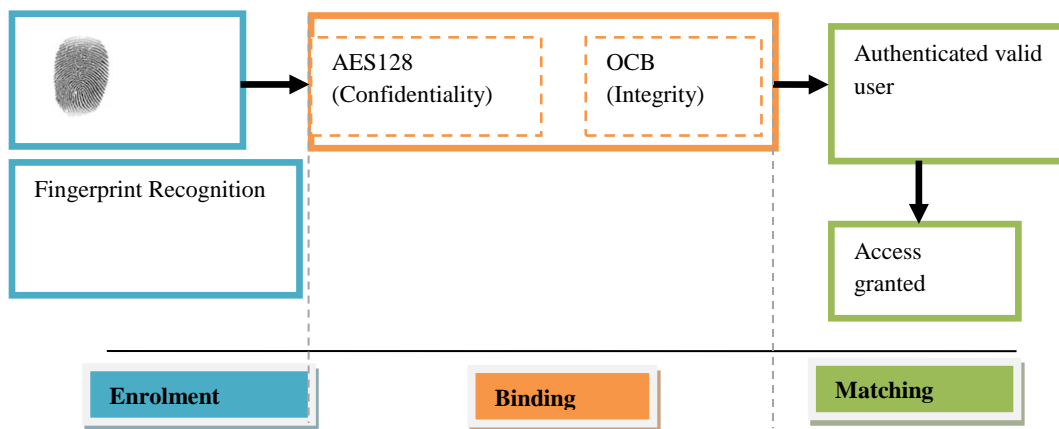 AES128
(Confidentiality)
OCB
(Integrity)
Authenticated valid
user
Fingerprint Recognition
Access
granted
Enrolment
Binding
Matching